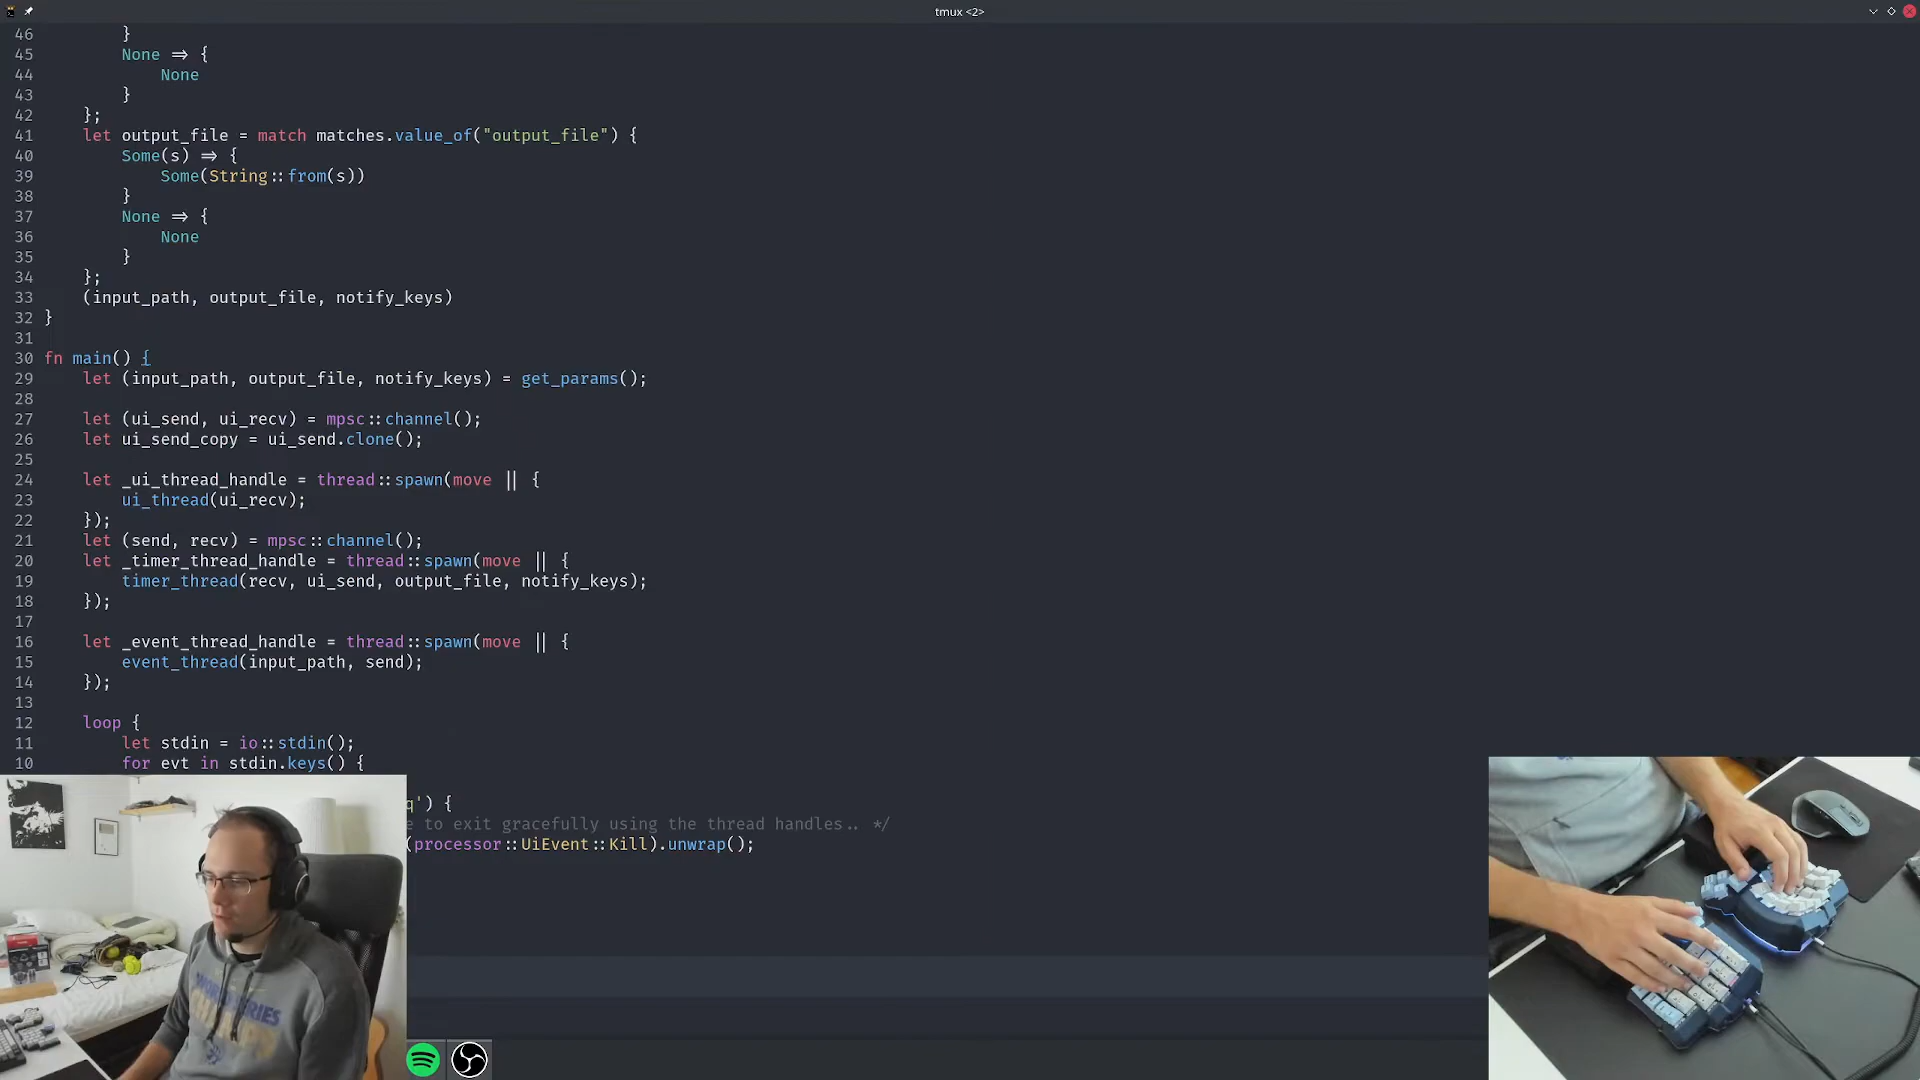 tmux <2>
46 }
45 None => {
44 None
43 }
42 };
41 let output_file = match matches.value_of("output_file") {
40 Some(s) => {
39 Some(String::from(s))
38 }
37 None => {
36 None
35 }
34 };
33 (input_path, output_file, notify_keys)
32 }
31
30 fn main() {
29 let (input_path, output_file, notify_keys) = get_params();
28
27 let (ui_send, ui_recv) = mpsc::channel();
26 let ui_send_copy = ui_send.clone();
25
24 let _ui_thread_handle = thread::spawn(move || {
23 ui_thread(ui_recv);
22 });
21 let (send, recv) = mpsc::channel();
20 let _timer_thread_handle = thread::spawn(move || {
19 timer_thread(recv, ui_send, output_file, notify_keys);
18 });
17
16 let _event_thread_handle = thread::spawn(move || {
15 event_thread(input_path, send);
14 });
13
12 loop {
11 let stdin = io::stdin();
10 for evt in stdin.keys() {
q') {
e to exit gracefully using the thread handles.. */
(processor::UiEvent::Kill).unwrap();